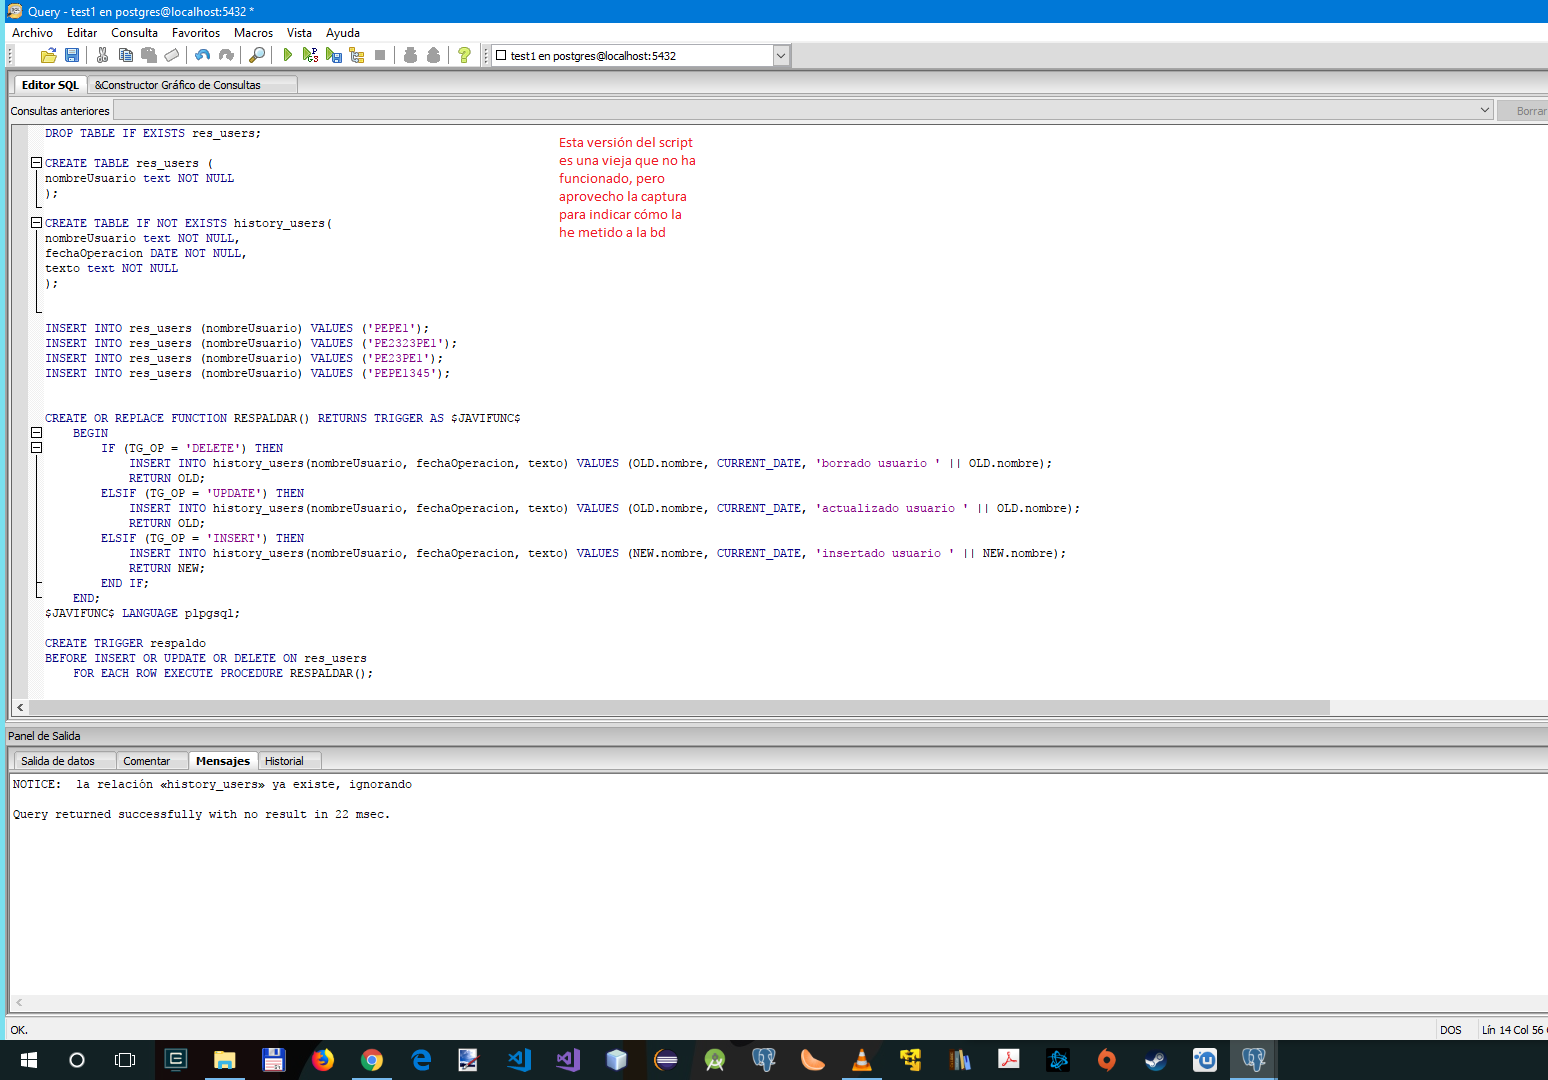 Query - test1 en postgres@localhost:5432 *
Archivo Editar Consulta Favoritos Macros Vista Ayuda
test1 en postgres@localhost:5432
Editor SQL &Constructor Gráfico de Consultas
Consultas anteriores Borrar
DROP TABLE IF EXISTS res_users;
Esta versión del script
es una vieja que no ha
funcionado, pero
aprovecho la captura
para indicar cómo la
he metido a la bd
CREATE TABLE res_users (
nombreUsuario text NOT NULL
);
CREATE TABLE IF NOT EXISTS history_users(
nombreUsuario text NOT NULL,
fechaOperacion DATE NOT NULL,
texto text NOT NULL
);
INSERT INTO res_users (nombreUsuario) VALUES ('PEPE1');
INSERT INTO res_users (nombreUsuario) VALUES ('PE2323PE1');
INSERT INTO res_users (nombreUsuario) VALUES ('PE23PE1');
INSERT INTO res_users (nombreUsuario) VALUES ('PEPE1345');
CREATE OR REPLACE FUNCTION RESPALDAR() RETURNS TRIGGER AS $JAVIFUNC$
BEGIN
IF (TG_OP = 'DELETE') THEN
INSERT INTO history_users(nombreUsuario, fechaOperacion, texto) VALUES (OLD.nombre, CURRENT_DATE, 'borrado usuario ' || OLD.nombre);
RETURN OLD;
ELSIF (TG_OP = 'UPDATE') THEN
INSERT INTO history_users(nombreUsuario, fechaOperacion, texto) VALUES (OLD.nombre, CURRENT_DATE, 'actualizado usuario ' || OLD.nombre);
RETURN OLD;
ELSIF (TG_OP = 'INSERT') THEN
INSERT INTO history_users(nombreUsuario, fechaOperacion, texto) VALUES (NEW.nombre, CURRENT_DATE, 'insertado usuario ' || NEW.nombre);
RETURN NEW;
END IF;
END;
$JAVIFUNC$ LANGUAGE plpgsql;
CREATE TRIGGER respaldo
BEFORE INSERT OR UPDATE OR DELETE ON res_users
FOR EACH ROW EXECUTE PROCEDURE RESPALDAR();
Panel de Salida
Salida de datos Comentar Mensajes Historial
NOTICE:  la relación «history_users» ya existe, ignorando
Query returned successfully with no result in 22 msec.
OK. DOS Lín 14 Col 56